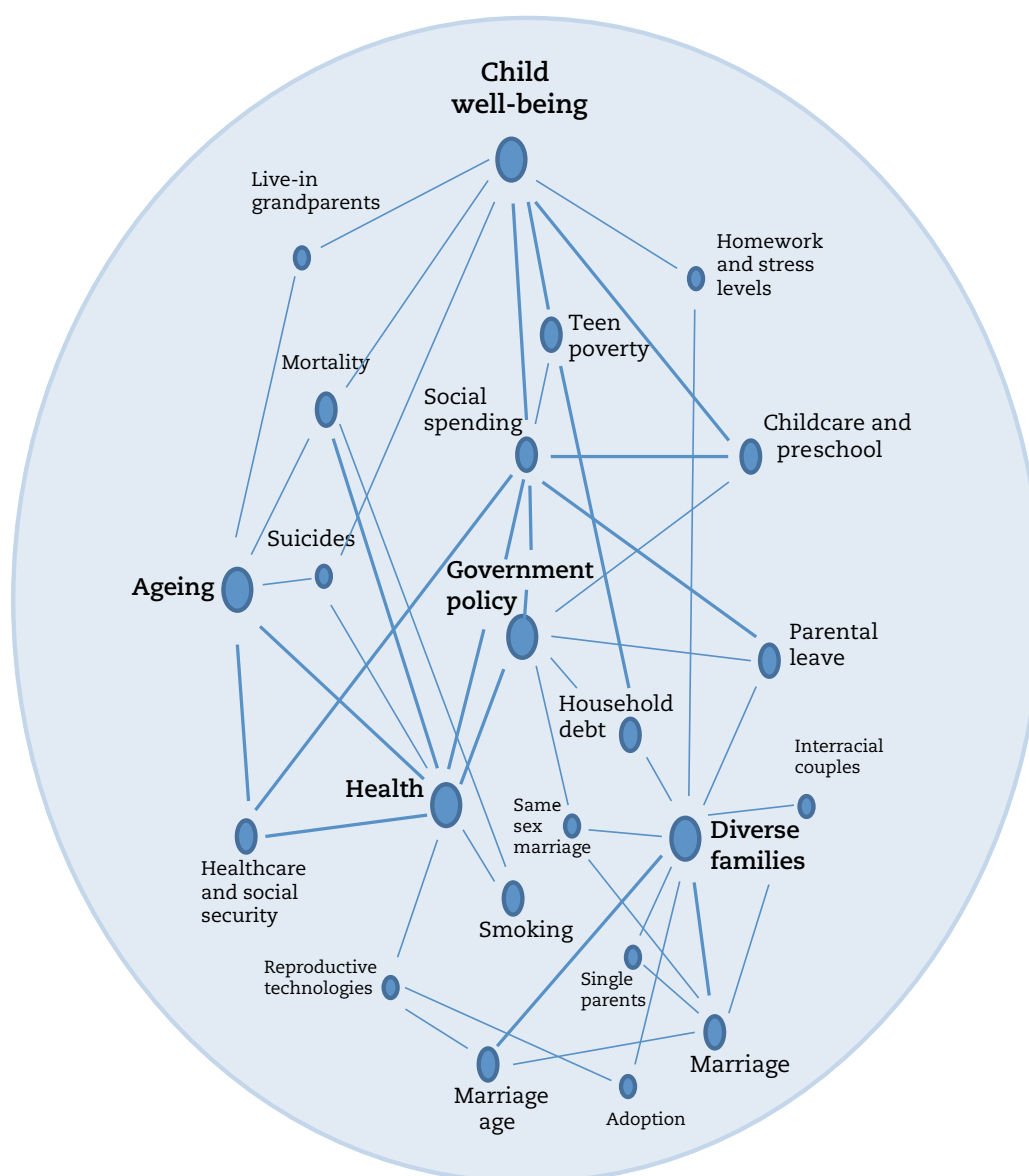 Child
well-being
Live-in
grandparents
Homework
and stress
levels
Teen
poverty
Mortality
Social
spending
Childcare and
preschool
Suicides
Ageing
Government
policy
Parental
leave
Household
debt
Interracial
couples
Health
Same
sex
marriage
Diverse
families
Healthcare
and social
security
Smoking
Reproductive
technologies
Single
parents
Marriage
Marriage
age
Adoption